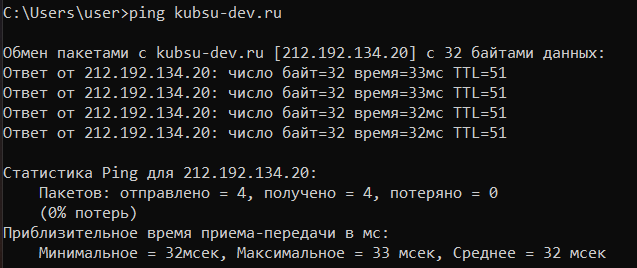 C:\Users\user>ping kubsu-dev.ru
Обмен пакетами с kubsu-dev.ru [212.192.134.20] с 32 байтами данных:
Ответ от 212.192.134.20: число байт=32 время=33мс TTL=51
Ответ от 212.192.134.20: число байт=32 время=33мс TTL=51
Ответ от 212.192.134.20: число байт=32 время=32мс TTL=51
Ответ от 212.192.134.20: число байт=32 время=32мс TTL=51
Статистика Ping для 212.192.134.20:
Пакетов: отправлено = 4, получено = 4, потеряно = 0
(0% потерь)
Приблизительное время приема-передачи в мс:
Минимальное = 32мсек, Максимальное = 33 мсек, Среднее = 32 мсек